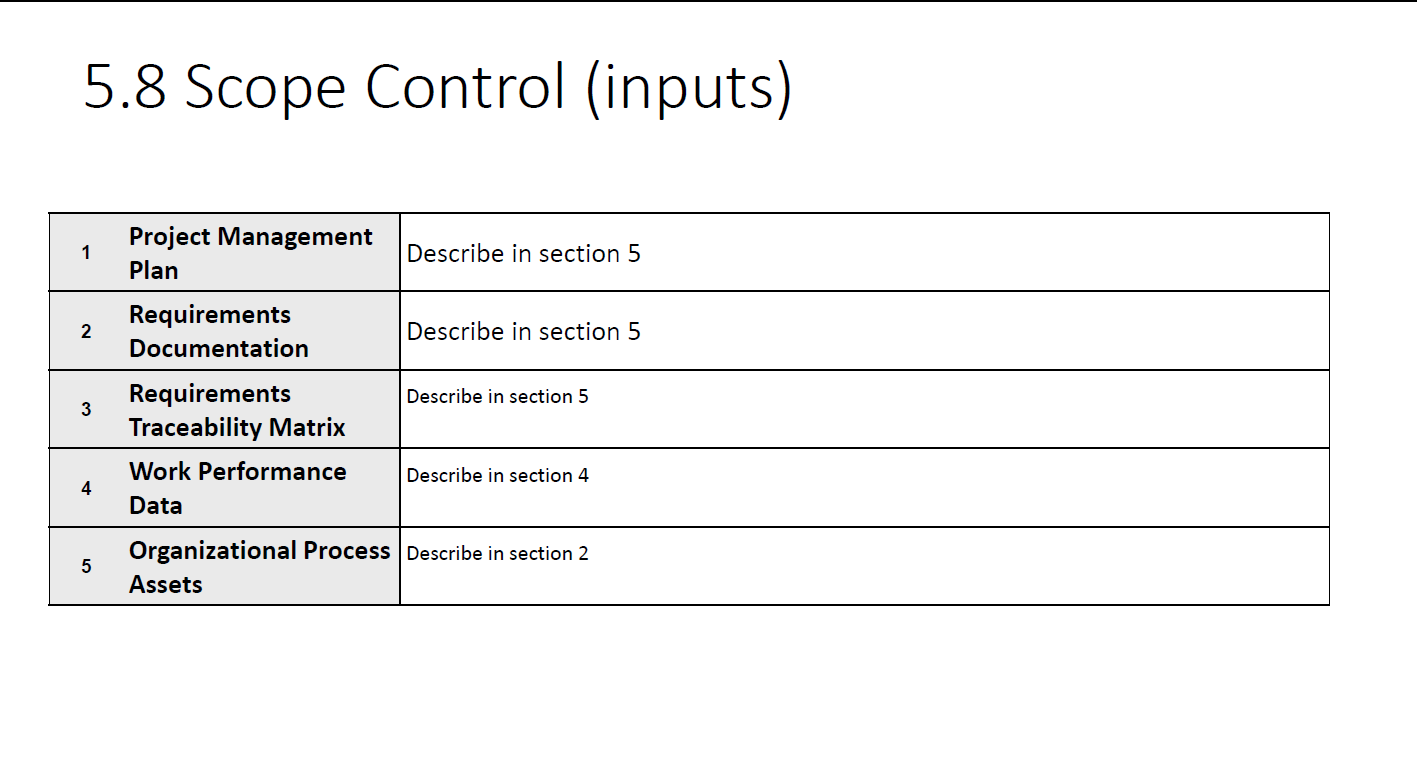 5.8 Scope Control (inputs)
1 Project Management Plan Describe in section 5
2 Requirements Documentation Describe in section 5
3 Requirements Traceability Matrix Describe in section 5
4 Work Performance Data Describe in section 4
5 Organizational Process Assets Describe in section 2